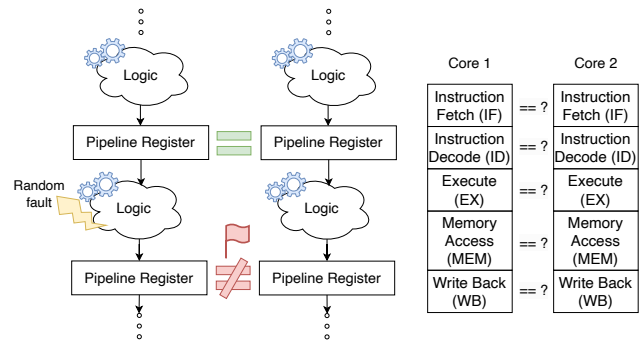 Logic
Logic
Pipeline Register
Pipeline Register
Random
fault
Logic
Logic
Pipeline Register
Pipeline Register
Core 1
Core 2
Instruction
Fetch (IF)
== ?
Instruction
Fetch (IF)
Instruction
Decode (ID)
== ?
Instruction
Decode (ID)
Execute
(EX)
== ?
Execute
(EX)
Memory
Access
(MEM)
== ?
Memory
Access
(MEM)
Write Back
(WB)
== ?
Write Back
(WB)